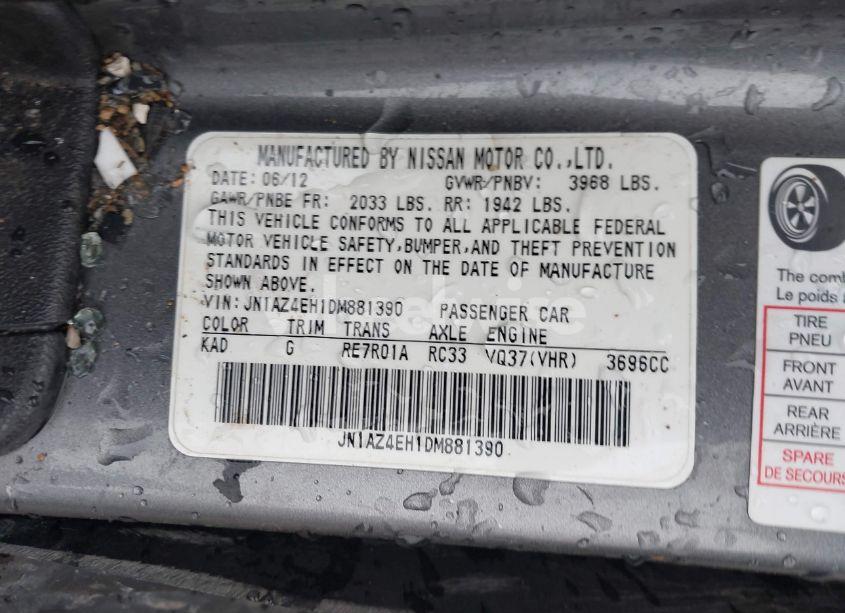 MANUFACTURED BY NISSAN MOTOR CO.,LTD.
DATE: 06/12 GVWR/PNBV: 3968 LBS.
GAWR/PNBE FR: 2033 LBS. RR: 1942 LBS.
THIS VEHICLE CONFORMS TO ALL APPLICABLE FEDERAL
MOTOR VEHICLE SAFETY,BUMPER,AND THEFT PREVENTION
STANDARDS IN EFFECT ON THE DATE OF MANUFACTURE
SHOWN ABOVE.
VIN: JN1AZ4EH1DM881390 PASSENGER CAR
COLOR TRIM TRANS AXLE ENGINE
KAD G RE7R01A RC33 VQ37(VHR) 3696CC
JN1AZ4EH1DM881390
The comb
Le poids
TIRE
PNEU
FRONT
AVANT
REAR
ARRIÈRE
SPARE
DE SECOURS